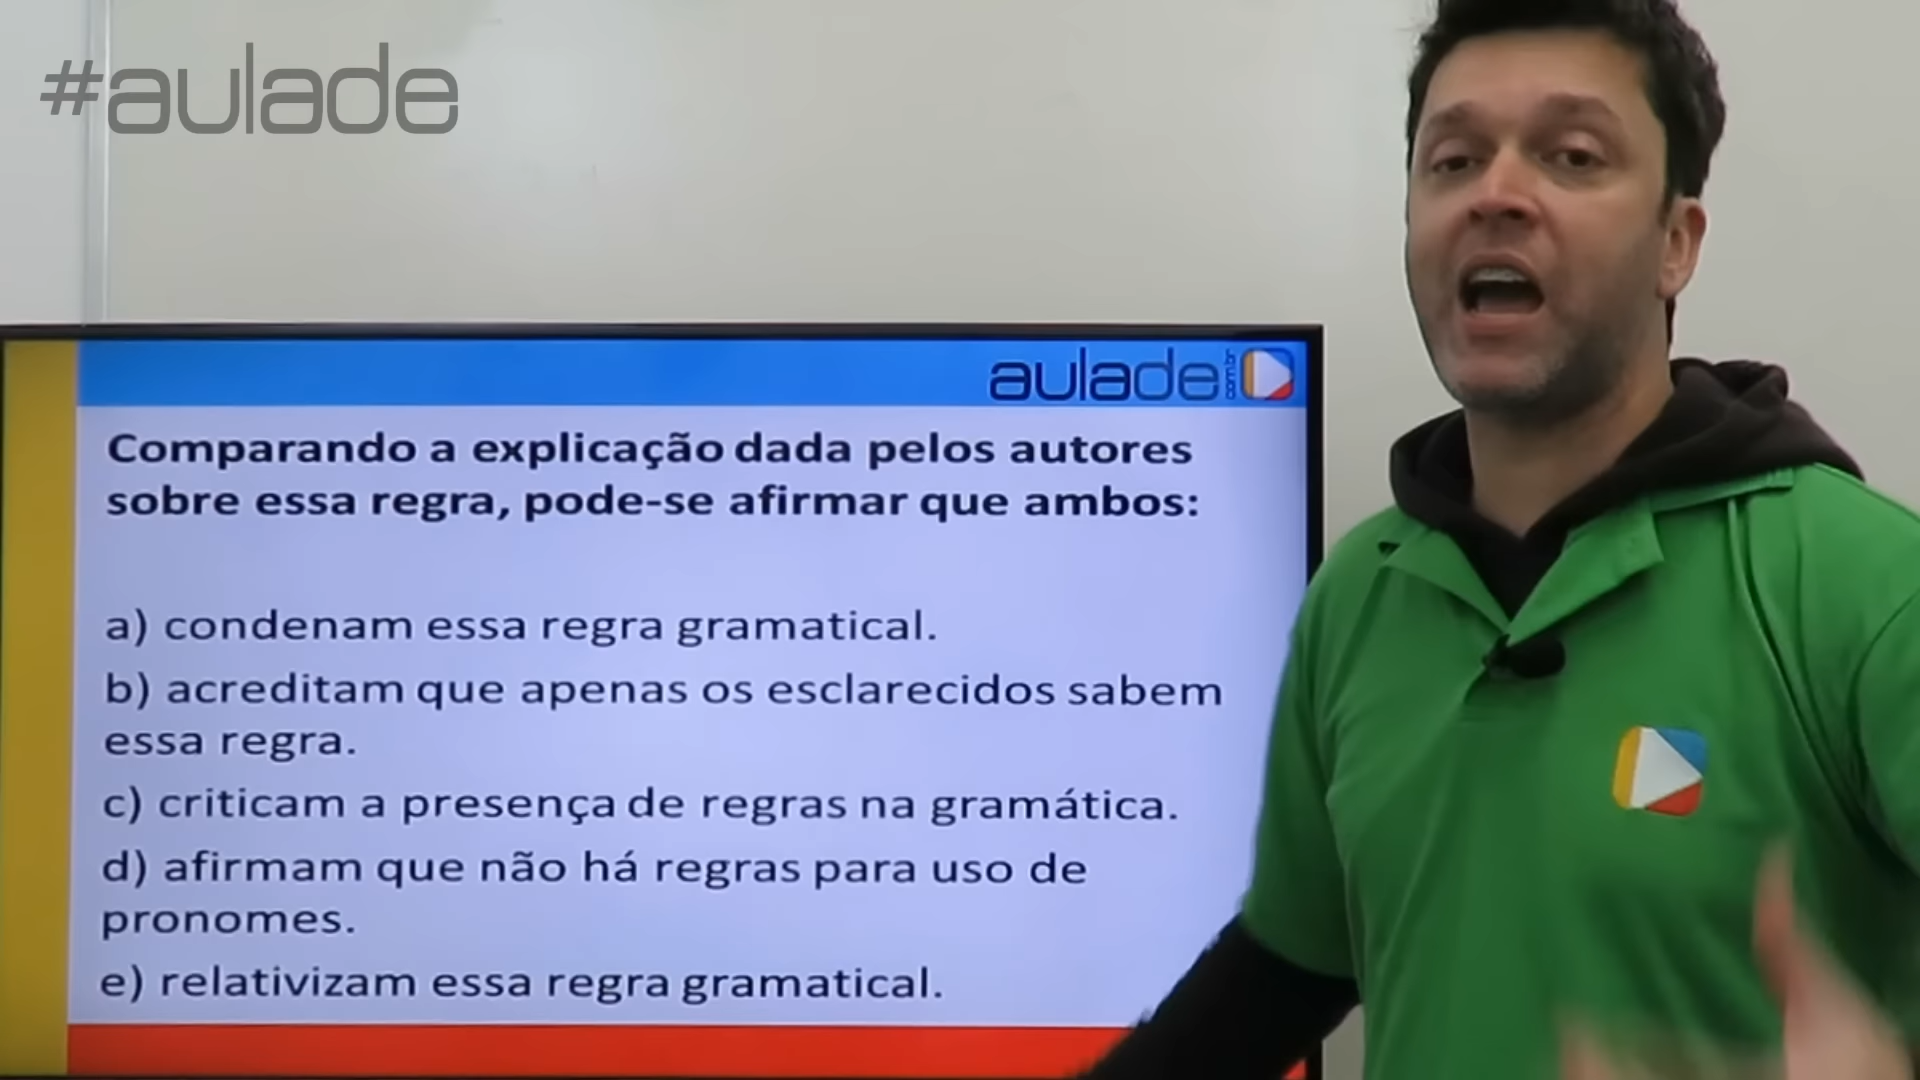 #aulade
aulade.com.br
Comparando a explicação dada pelos autores
sobre essa regra, pode-se afirmar que ambos:
a) condenam essa regra gramatical.
b) acreditam que apenas os esclarecidos sabem
essa regra.
c) criticam a presença de regras na gramática.
d) afirmam que não há regras para uso de
pronomes.
e) relativizam essa regra gramatical.